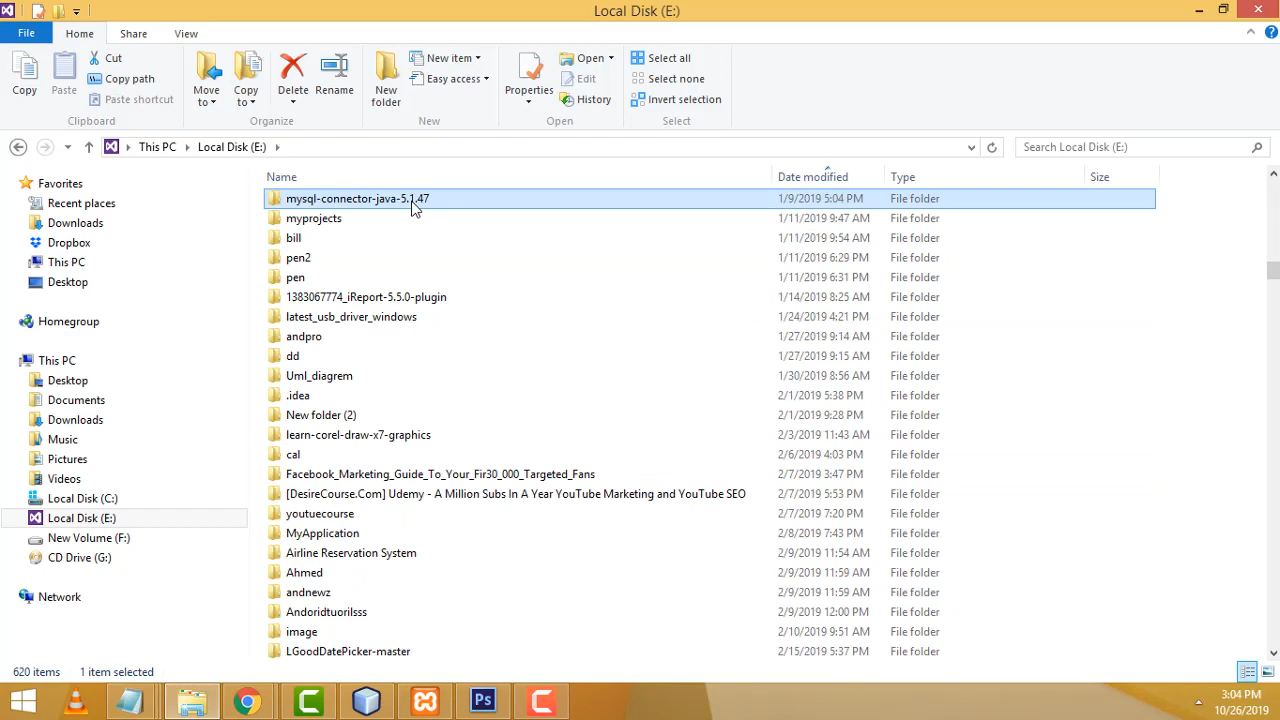 Local Disk (E:)
File Home Share View
Copy
Paste
Cut
Copy path
Paste shortcut
Clipboard
Move to
Copy to
Delete
Rename
Organize
New folder
New item
Easy access
New
Properties
Open
Edit
History
Open
Select all
Select none
Invert selection
Select
This PC Local Disk (E:)
Search Local Disk (E:)
Favorites
Recent places
Downloads
Dropbox
This PC
Desktop
Homegroup
This PC
Desktop
Documents
Downloads
Music
Pictures
Videos
Local Disk (C:)
Local Disk (E:)
New Volume (F:)
CD Drive (G:)
Network
Name Date modified Type Size
mysql-connector-java-5.1.47 1/9/2019 5:04 PM File folder
myprojects 1/11/2019 9:47 AM File folder
bill 1/11/2019 9:54 AM File folder
pen2 1/11/2019 6:29 PM File folder
pen 1/11/2019 6:31 PM File folder
1383067774_iReport-5.5.0-plugin 1/14/2019 8:25 AM File folder
latest_usb_driver_windows 1/24/2019 4:21 PM File folder
andpro 1/27/2019 9:14 AM File folder
dd 1/27/2019 9:15 AM File folder
Uml_diagrem 1/30/2019 8:56 AM File folder
.idea 2/1/2019 5:38 PM File folder
New folder (2) 2/1/2019 9:28 PM File folder
learn-corel-draw-x7-graphics 2/3/2019 11:43 AM File folder
cal 2/6/2019 4:03 PM File folder
Facebook_Marketing_Guide_To_Your_Fir30_000_Targeted_Fans 2/7/2019 3:47 PM File folder
[DesireCourse.Com] Udemy - A Million Subs In A Year YouTube Marketing and YouTube SEO 2/7/2019 5:53 PM File folder
youtuecourse 2/7/2019 7:20 PM File folder
MyApplication 2/8/2019 7:43 PM File folder
Airline Reservation System 2/9/2019 11:54 AM File folder
Ahmed 2/9/2019 11:59 AM File folder
andnewz 2/9/2019 11:59 AM File folder
Andoridtuorilsss 2/9/2019 12:00 PM File folder
image 2/10/2019 9:51 AM File folder
LGoodDatePicker-master 2/15/2019 5:37 PM File folder
620 items 1 item selected
Ps
3:04 PM
10/26/2019